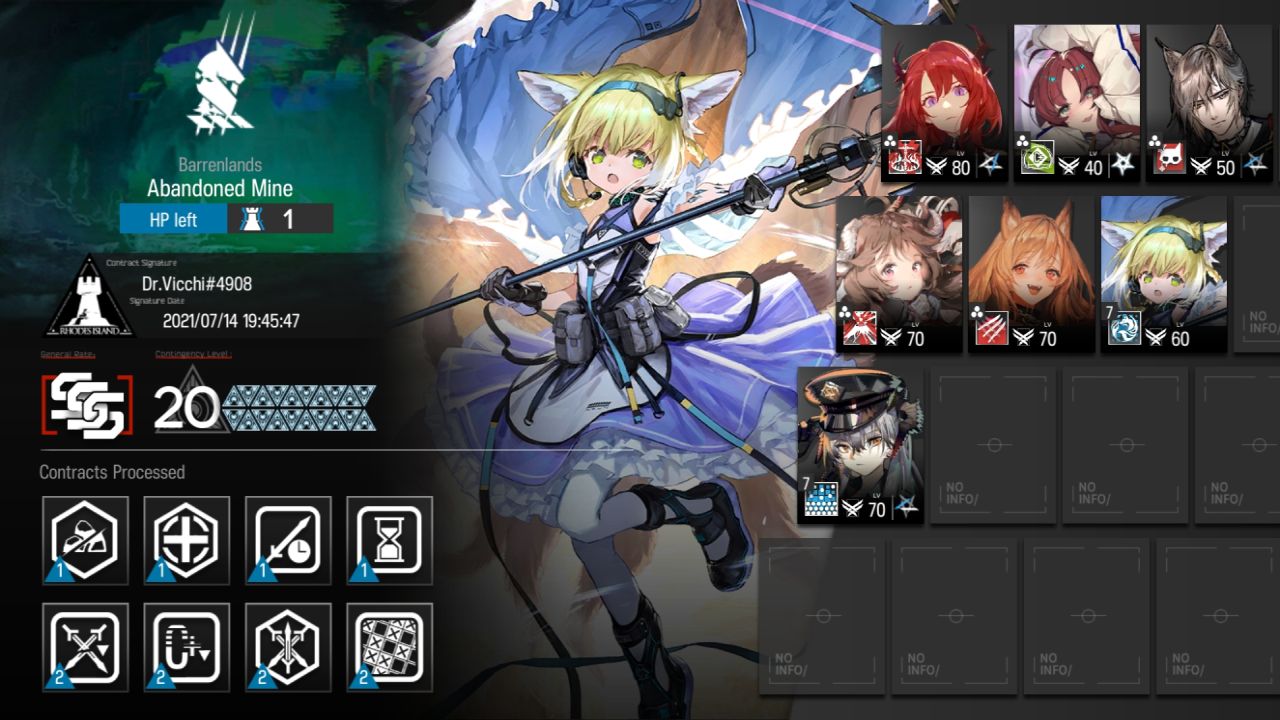 Barrenlands
Abandoned Mine
HP left 1
Contract Signature
Dr.Vicchi#4908
Signature Date
2021/07/14 19:45:47
RHODES ISLAND
General Rate:
Contingency Level:
SSS
20
Contracts Processed
1 1 1 1
2 2 2 2
LV 80
LV 40
LV 50
LV 70
LV 70
7 LV 60
NO
INFO/
7 LV 70
NO
INFO/
NO
INFO/
NO
INFO/
NO
INFO/
NO
INFO/
NO
INFO/
NO
INFO/